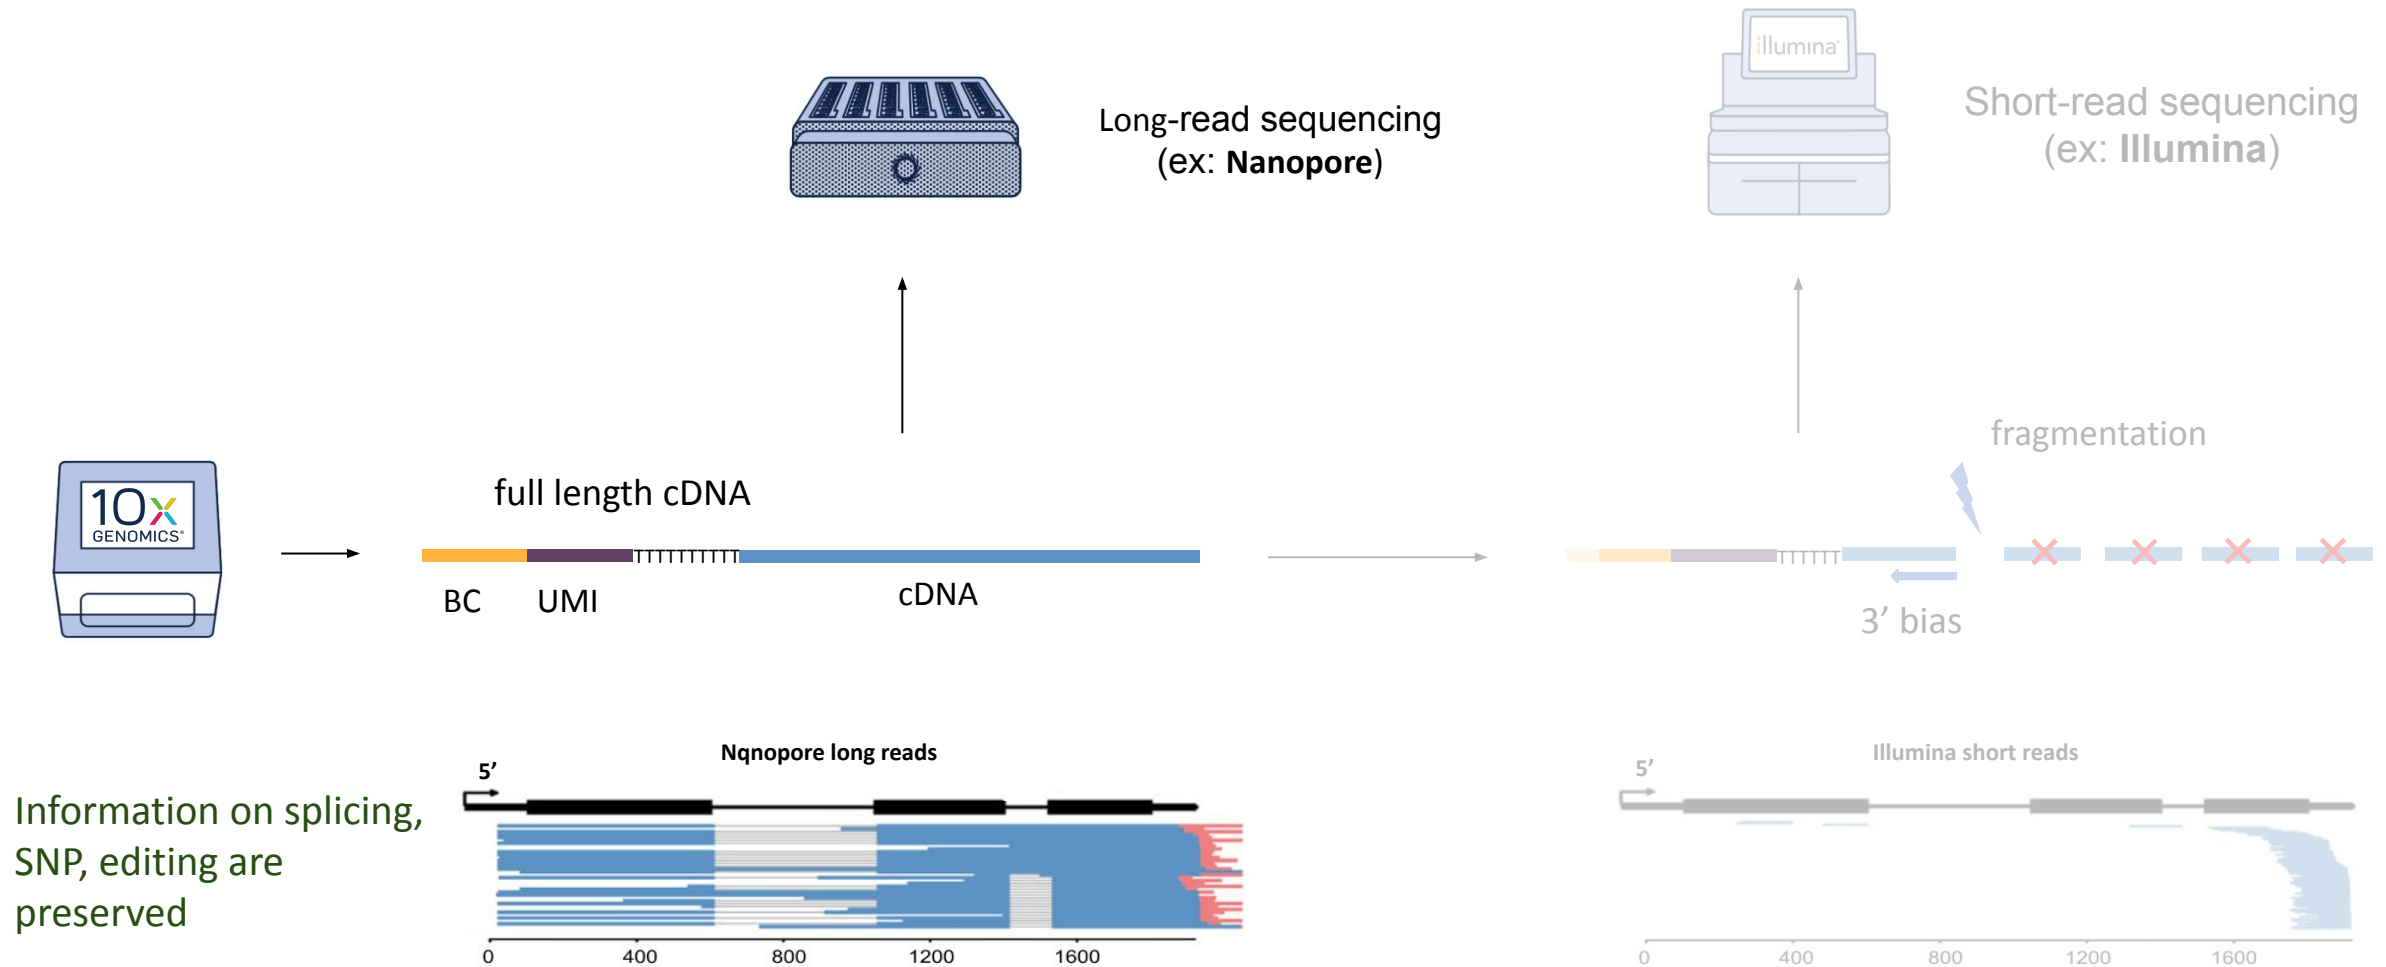 illumina
Long-read sequencing
(ex: Nanopore)
Short-read sequencing
(ex: Illumina)
fragmentation
10x
GENOMICS
full length cDNA
TTTTTTTTTT
BC
UMI
cDNA
TTTTTT
3’ bias
Information on splicing,
SNP, editing are
preserved
Nqnopore long reads
5’
0 400 800 1200 1600
Illumina short reads
5’
0 400 800 1200 1600